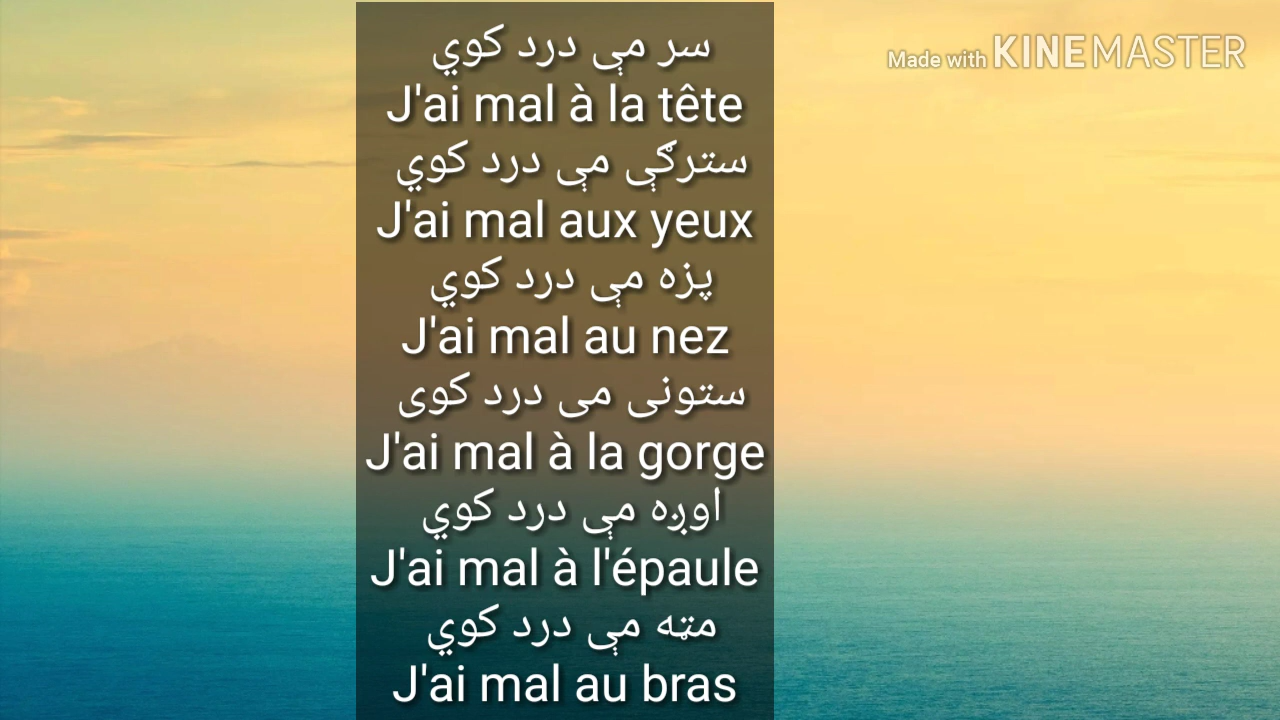 سر مې درد کوي
J'ai mal à la tête
سترګې مې درد کوي
J'ai mal aux yeux
پزه مې درد کوي
J'ai mal au nez
ستونی می درد کوی
J'ai mal à la gorge
اوږه مې درد کوي
J'ai mal à l'épaule
مټه مې درد کوي
J'ai mal au bras
Made with KINEMASTER